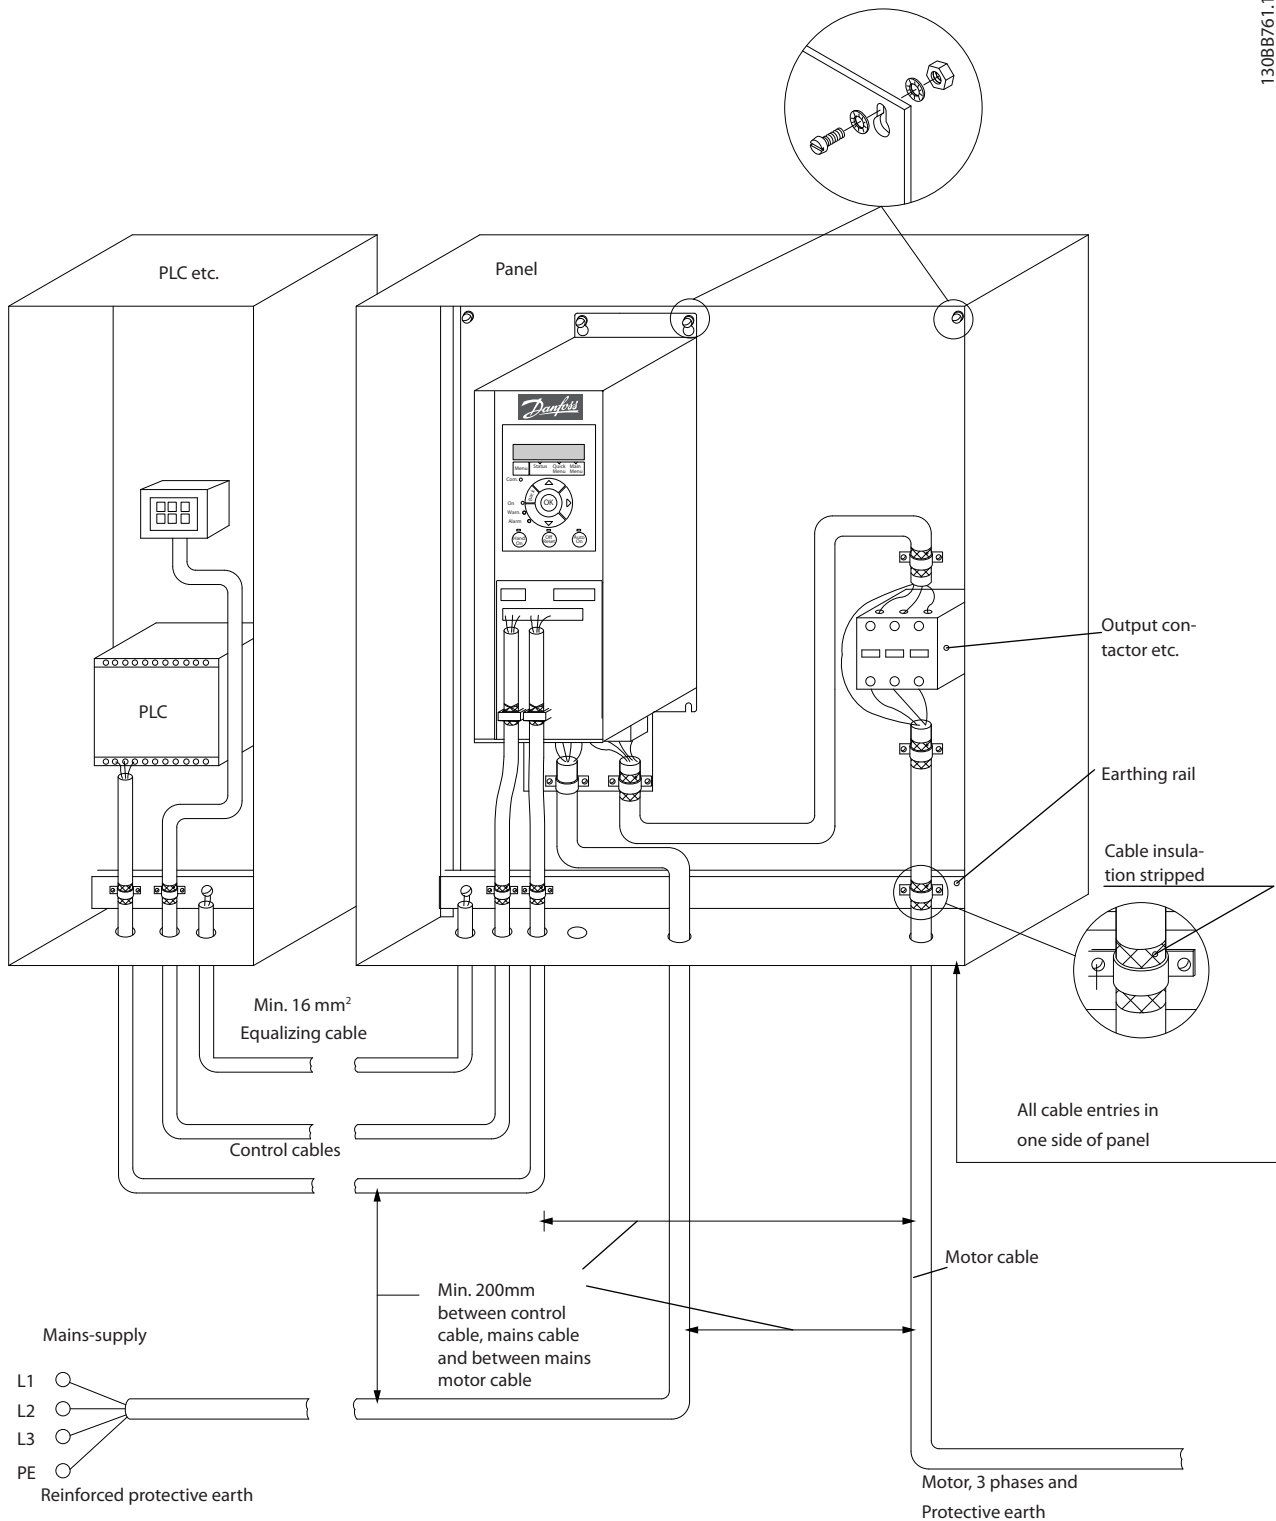 130BB761.1
PLC etc.
Panel
Danfoss
Menu
Status
Quick
Menu
Main
Menu
Com.
Back
OK
On
Warn.
Alarm
Hand
On
Off
Reset
Auto
On
PLC
Output con-
tactor etc.
Earthing rail
Cable insula-
tion stripped
Min. 16 mm²
Equalizing cable
All cable entries in
one side of panel
Control cables
Motor cable
Min. 200mm
between control
cable, mains cable
and between mains
motor cable
Mains-supply
L1
L2
L3
PE
Reinforced protective earth
Motor, 3 phases and
Protective earth